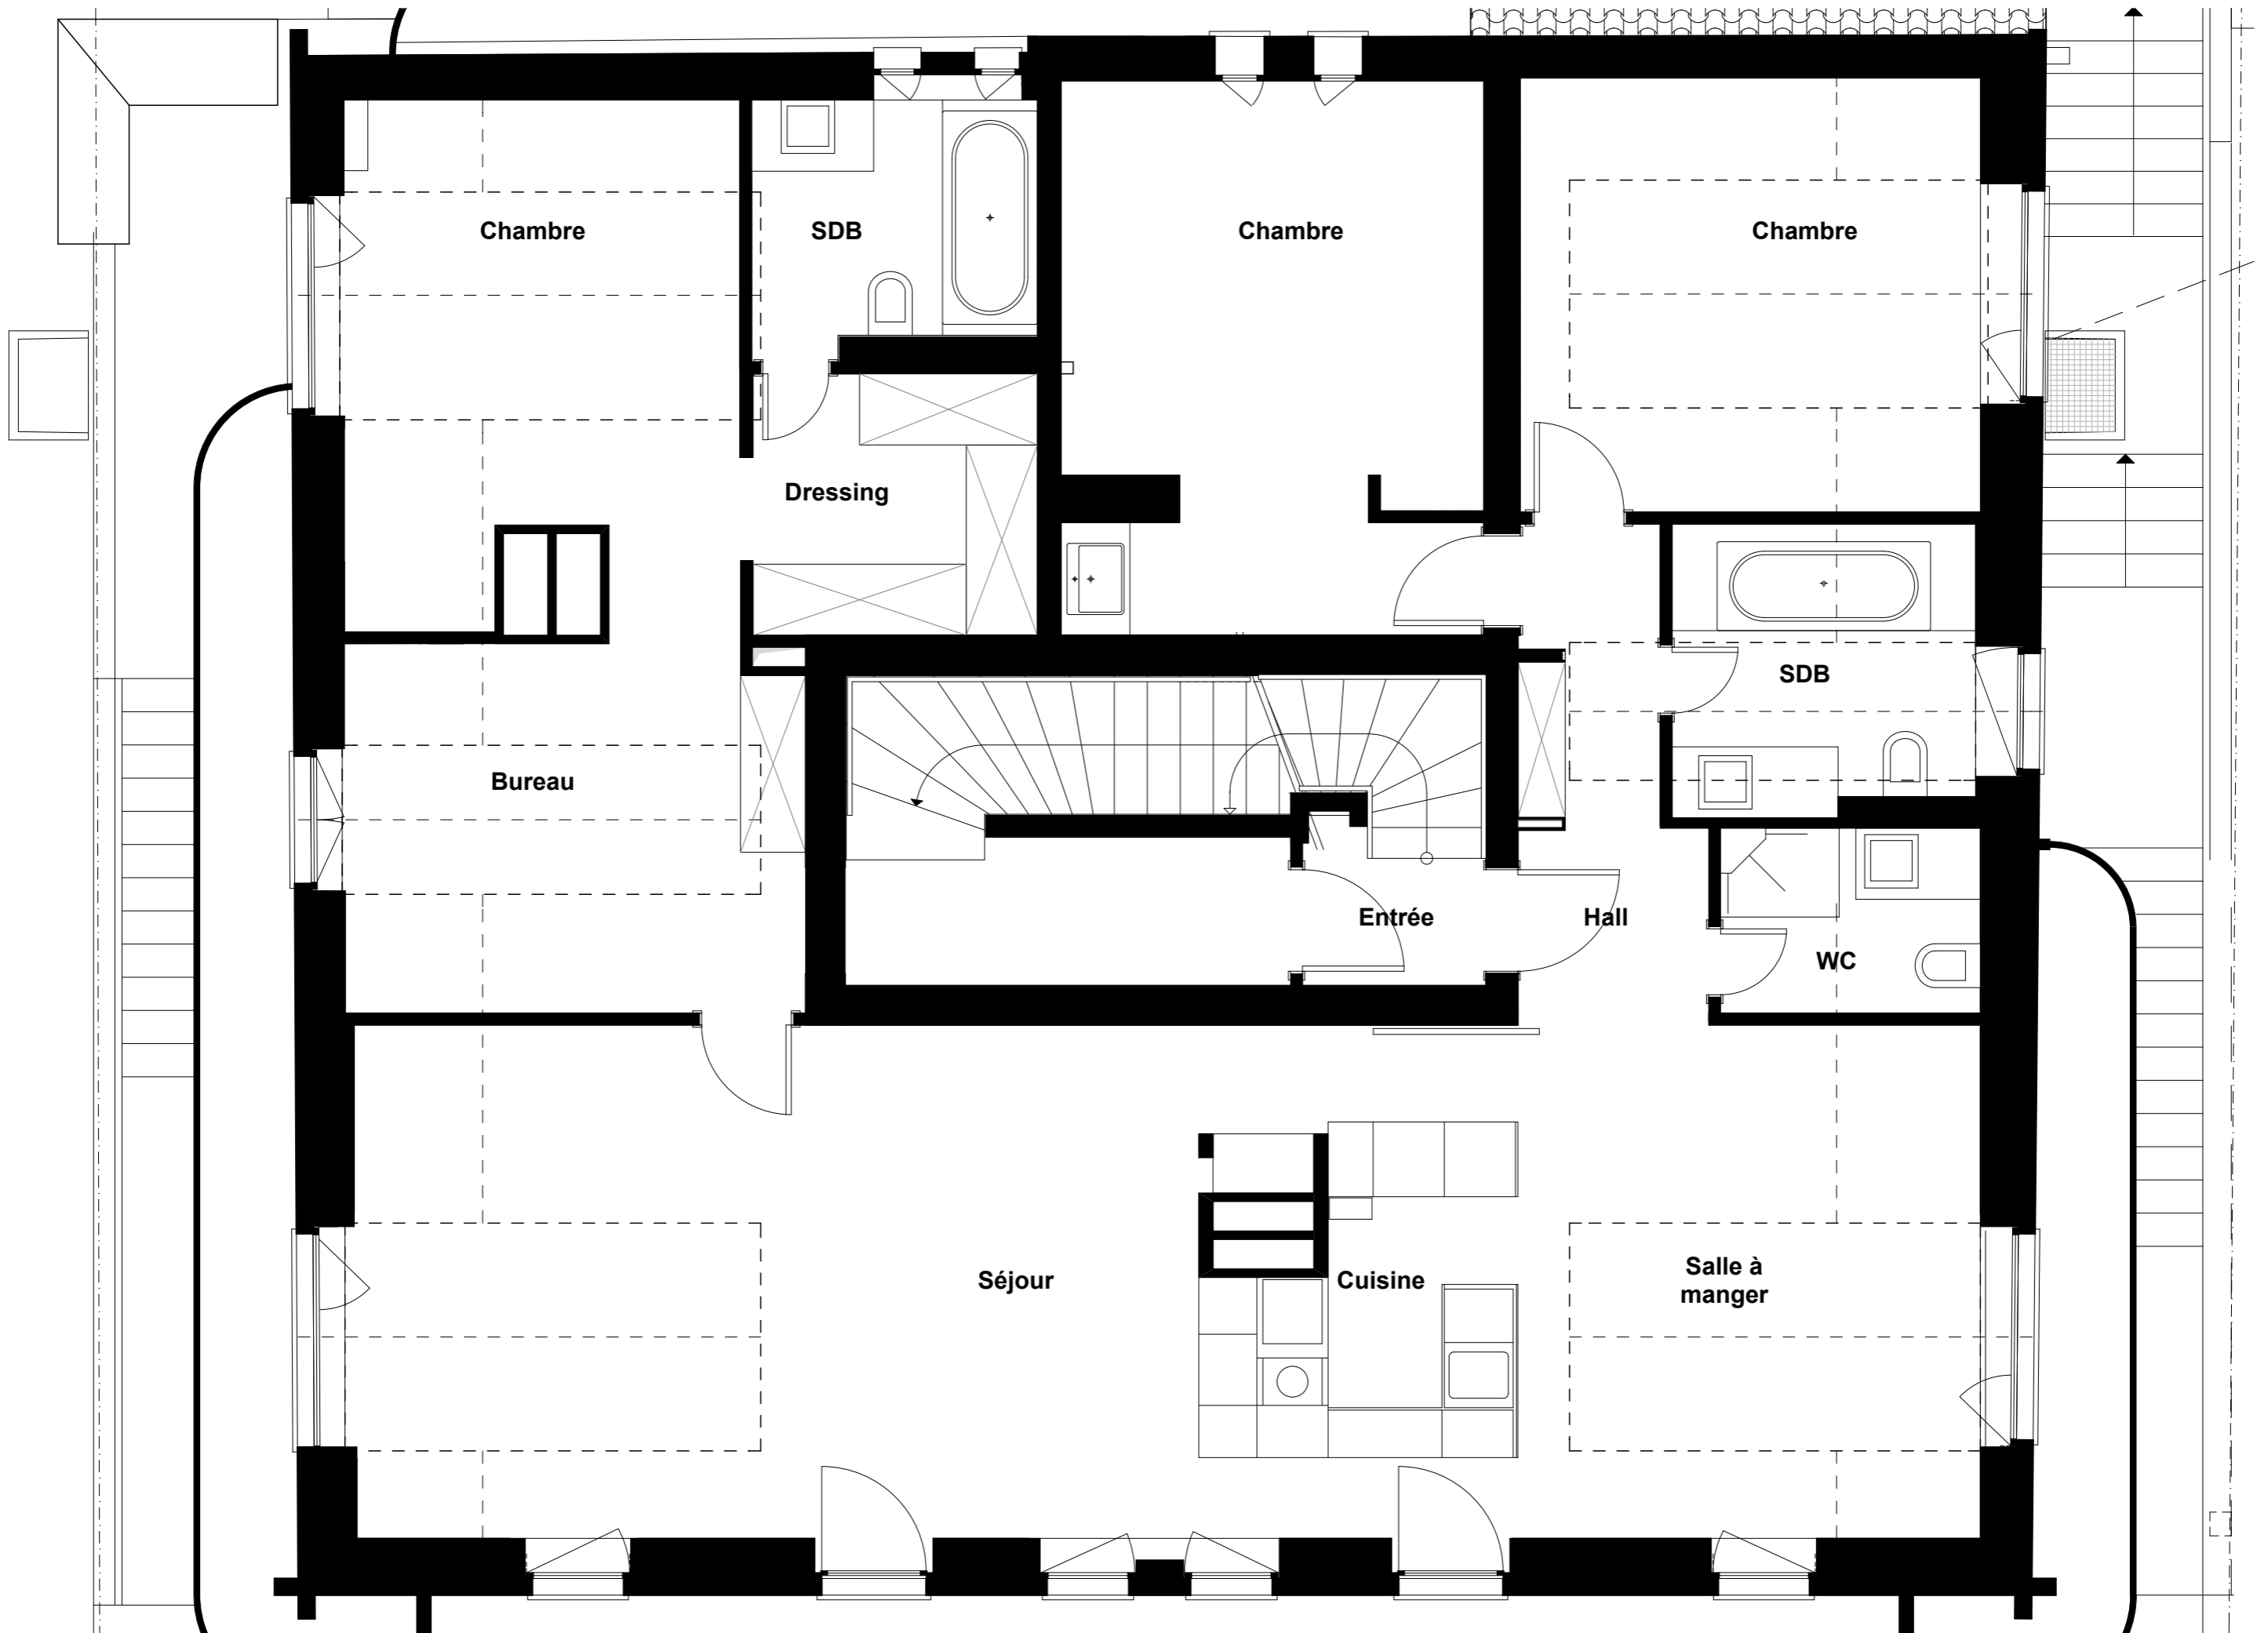 Chambre
SDB
Chambre
Chambre
Dressing
SDB
Bureau
Entrée
Hall
WC
Séjour
Cuisine
Salle à
manger